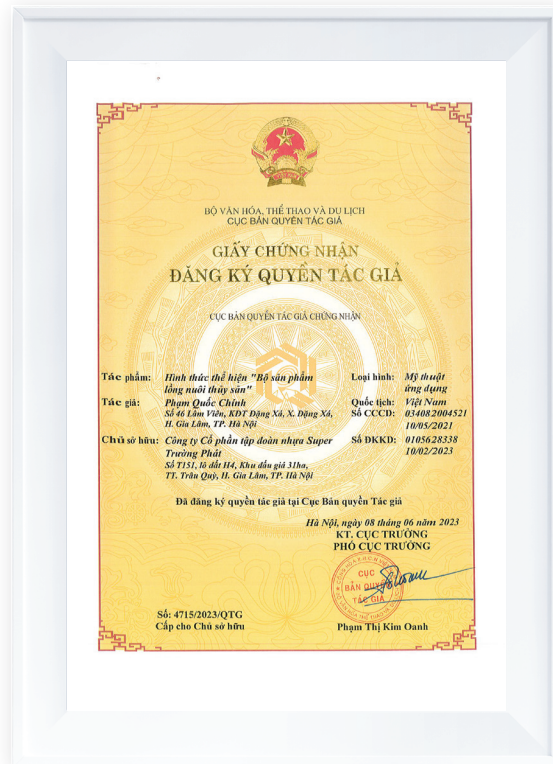 BỘ VĂN HÓA, THỂ THAO VÀ DU LỊCH
CỤC BẢN QUYỀN TÁC GIẢ
GIẤY CHỨNG NHẬN
ĐĂNG KÝ QUYỀN TÁC GIẢ
CỤC BẢN QUYỀN TÁC GIẢ CHỨNG NHẬN
Tác phẩm: Hình thức thể hiện "Bộ sản phẩm lồng nuôi thủy sản"
Loại hình: Mỹ thuật ứng dụng
Tác giả: Phạm Quốc Chính
Số 46 Lâm Viên, KDT Đặng Xá, X. Đặng Xá,
H. Gia Lâm, TP. Hà Nội
Quốc tịch: Việt Nam
Số CCCD: 034082004521
10/05/2021
Chủ sở hữu: Công ty Cổ phần tập đoàn nhựa Super
Trường Phát
Số T151, lô đất H4, Khu đấu giá 31ha,
TT. Trâu Quỳ, H. Gia Lâm, TP. Hà Nội
Số ĐKKD: 0105628338
10/02/2023
Đã đăng ký quyền tác giả tại Cục Bản quyền Tác giả
Hà Nội, ngày 08 tháng 06 năm 2023
KT. CỤC TRƯỞNG
PHÓ CỤC TRƯỞNG
CỤC
BẢN QUYỀN
TÁC GIẢ
Số: 4715/2023/QTG
Cấp cho Chủ sở hữu
Phạm Thị Kim Oanh